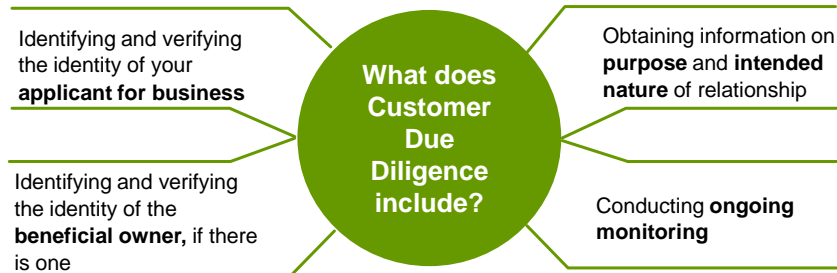 Identifying and verifying
the identity of your
applicant for business
What does
Customer
Due
Diligence
include?
Obtaining information on
purpose and intended
nature of relationship
Identifying and verifying
the identity of the
beneficial owner, if there
is one
Conducting ongoing
monitoring